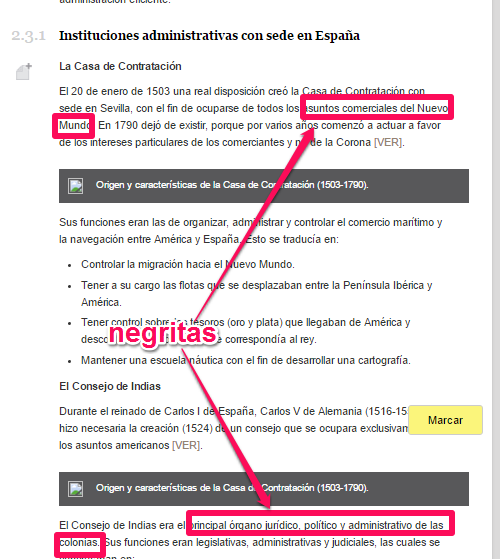 administración eficiente.
2.3.1 Instituciones administrativas con sede en España
La Casa de Contratación
El 20 de enero de 1503 una real disposición creó la Casa de Contratación con
sede en Sevilla, con el fin de ocuparse de todos los asuntos comerciales del Nuevo
Mundo. En 1790 dejó de existir, porque por varios años comenzó a actuar a favor
de los intereses particulares de los comerciantes y no de la Corona [VER].
Origen y características de la Casa de Contratación (1503-1790).
Sus funciones eran las de organizar, administrar y controlar el comercio marítimo y
la navegación entre América y España. Esto se traducía en:
• Controlar la migración hacia el Nuevo Mundo.
• Tener a su cargo las flotas que se desplazaban entre la Península Ibérica y
América.
• Tener control sobre los tesoros (oro y plata) que llegaban de América y
negritas
e correspondía al rey.
• Mantener una escuela náutica con el fin de desarrollar una cartografía.
El Consejo de Indias
Durante el reinado de Carlos I de España, Carlos V de Alemania (1516-15
hizo necesaria la creación (1524) de un consejo que se ocupara exclusivan
Marcar
los asuntos americanos [VER].
Origen y características de la Casa de Contratación (1503-1790).
El Consejo de Indias era el principal órgano jurídico, político y administrativo de las
colonias. Sus funciones eran legislativas, administrativas y judiciales, las cuales se